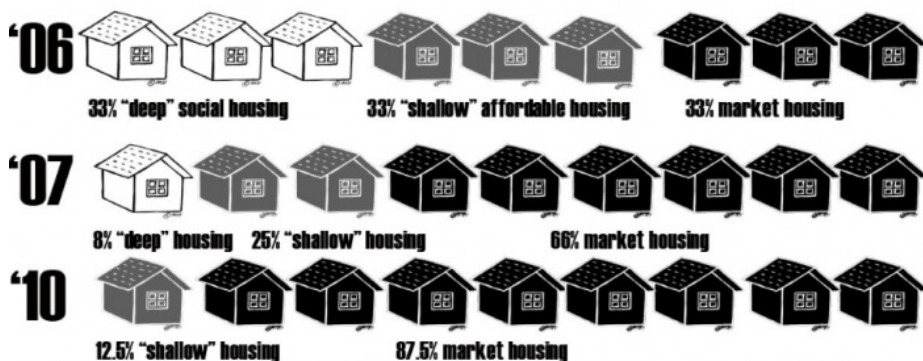 ‘06
33% “deep” social housing 33% “shallow” affordable housing 33% market housing
‘07
8% “deep” housing 25% “shallow” housing 66% market housing
‘10
12.5% “shallow” housing 87.5% market housing